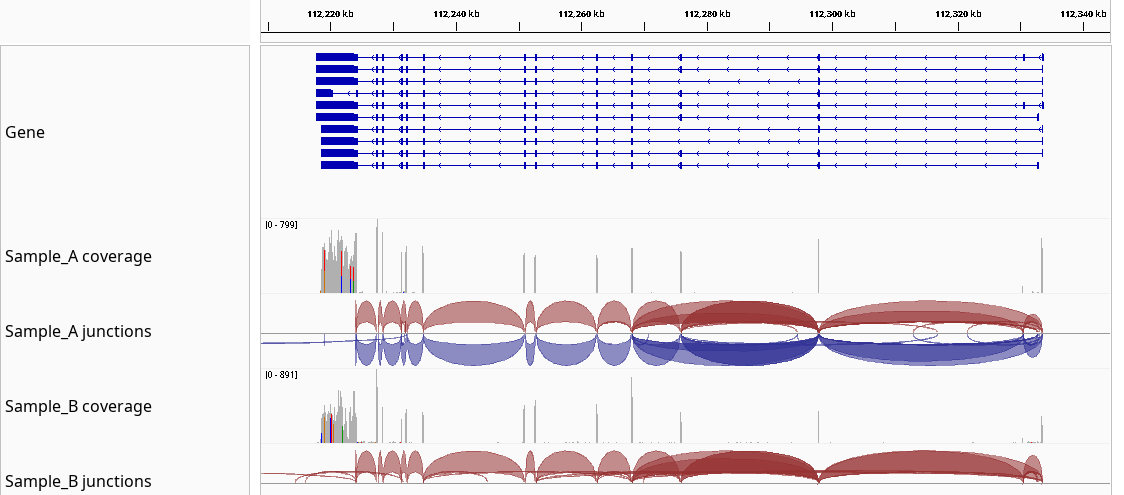 112,220 kb 112,240 kb 112,260 kb 112,280 kb 112,300 kb 112,320 kb 112,340 kb
Gene
[0 - 799]
Sample_A coverage
Sample_A junctions
[0 - 891]
Sample_B coverage
Sample_B junctions